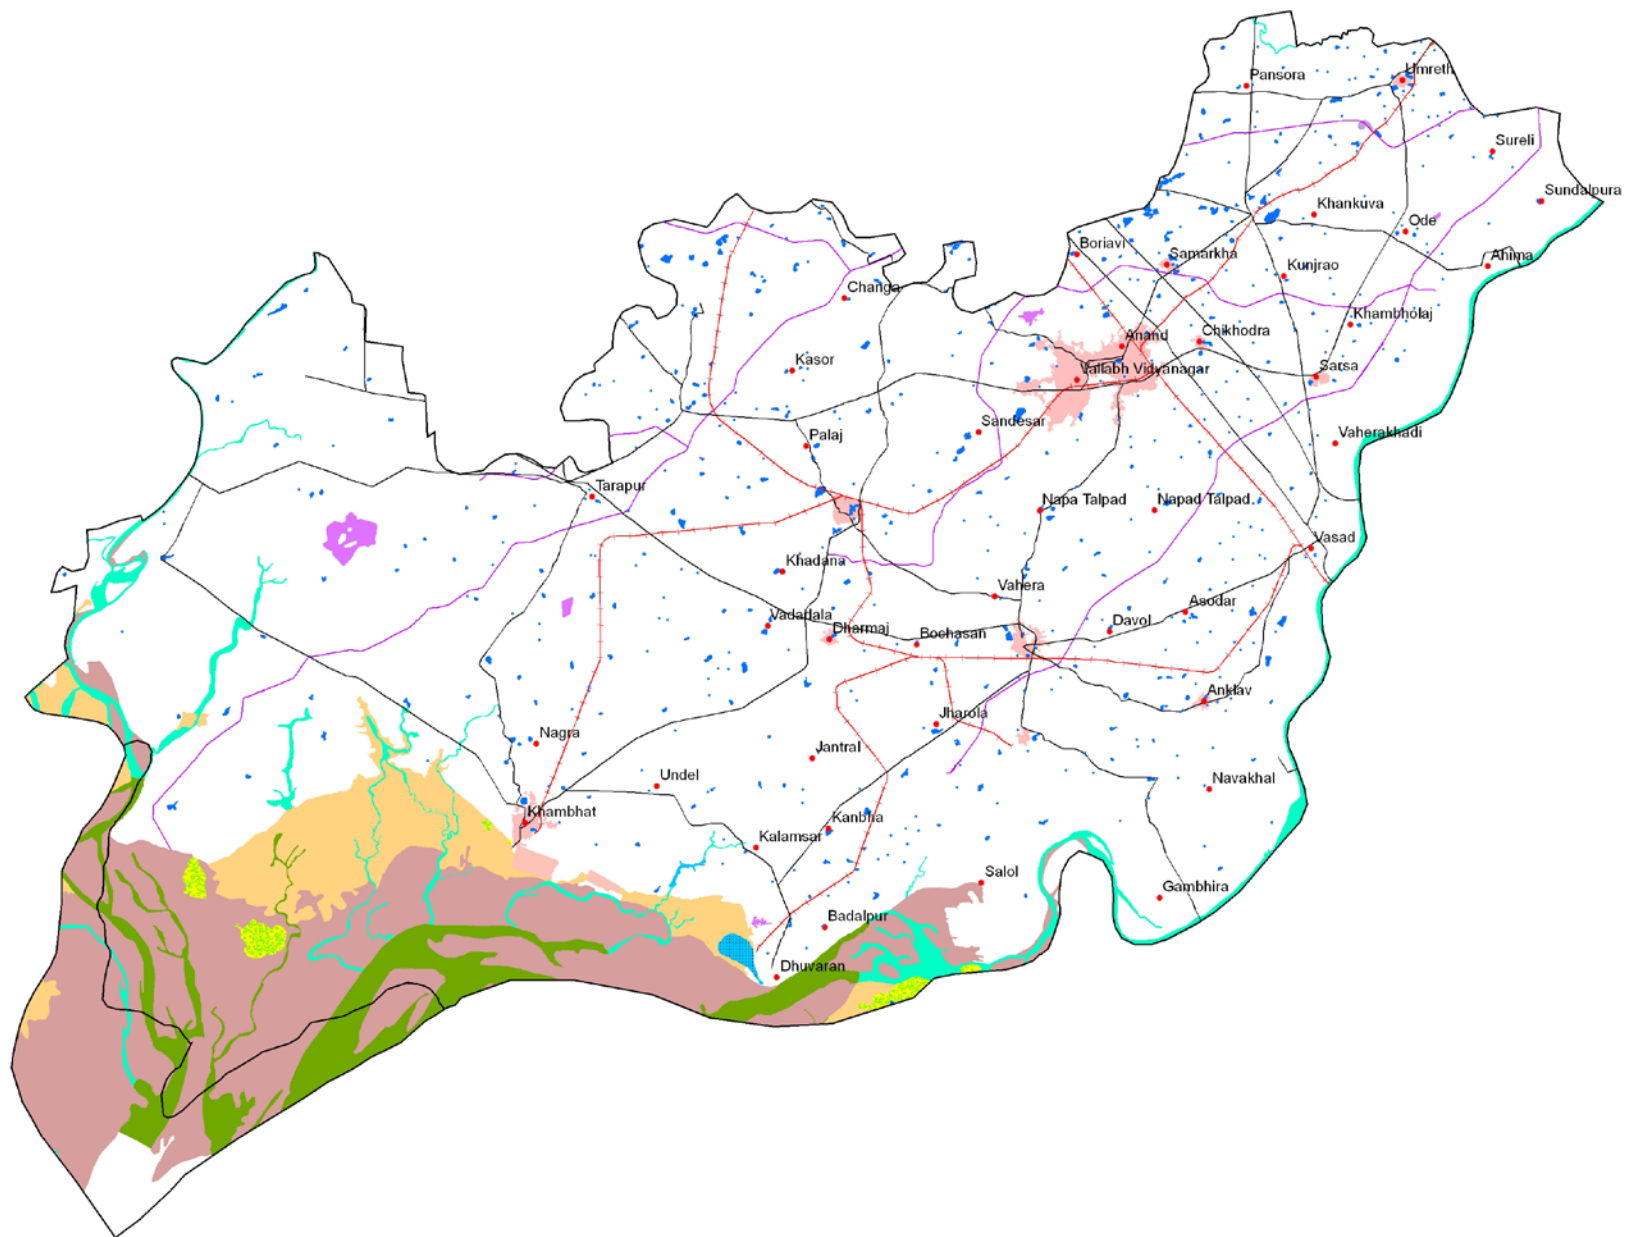 Pansora
Umreth
Sureli
Sundalpura
Khankuva
Ode
Boriavi
Samarkha
Kunjrao
Ahima
Changa
Khambholaj
Anand
Chikhodra
Kasor
Vallabh Vidyanagar
Sarsa
Sandesar
Palaj
Vaherakhadi
Tarapur
Napa Talpad
Napad Talpad.
Vasad
Khadana
Vahera
Vadadala
Asodar
Dharmaj
Bochasan
Davol
Anklav
Jharola
Nagra
Jantral
Undel
Navakhal
Khambhat
Kanbha
Kalamsar
Salol
Gambhira
Badalpur
Dhuvaran